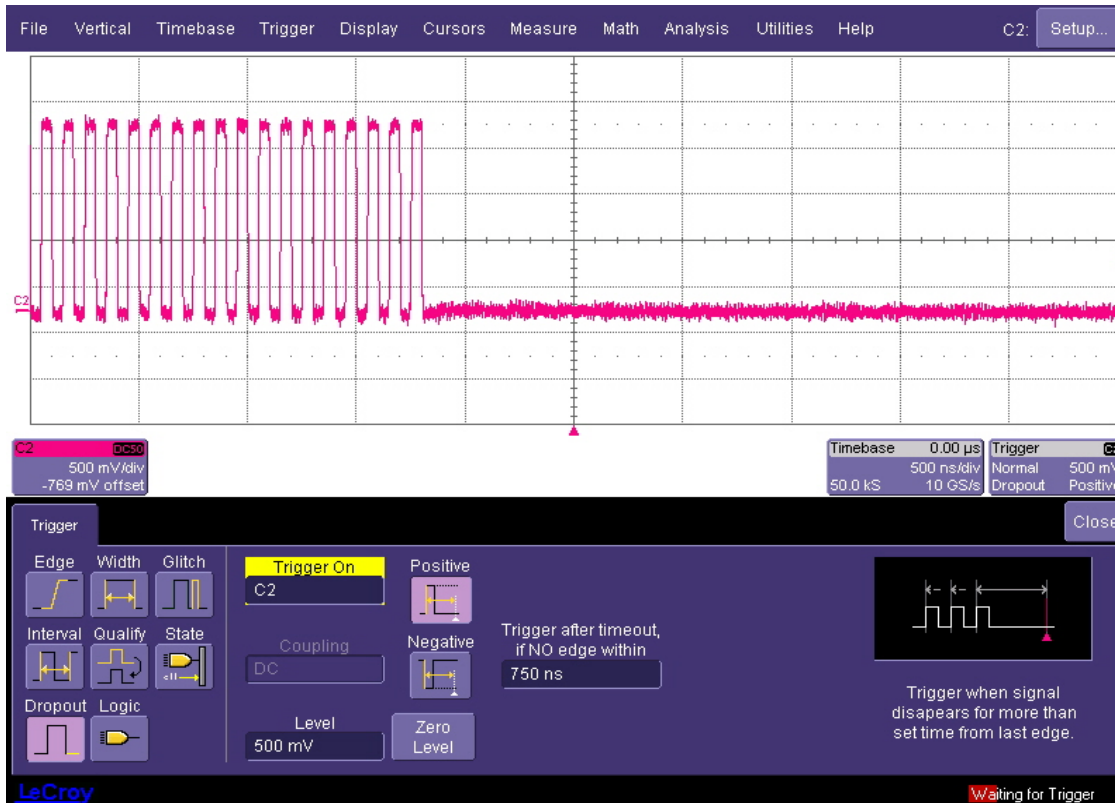 File Vertical Timebase Trigger Display Cursors Measure Math Analysis Utilities Help C2: Setup...
C2
C2 DC50
500 mV/div
-769 mV offset
Timebase 0.00 µs
500 ns/div
50.0 kS 10 GS/s
Trigger
Normal 500 mV
Dropout Positive
Trigger
Close
Edge Width Glitch
Interval Qualify State
Dropout Logic
Trigger On
C2
Coupling
DC
Level
500 mV
Positive
Negative
Zero
Level
Trigger after timeout,
if NO edge within
750 ns
Trigger when signal
disapears for more than
set time from last edge.
LeCroy
Waiting for Trigger